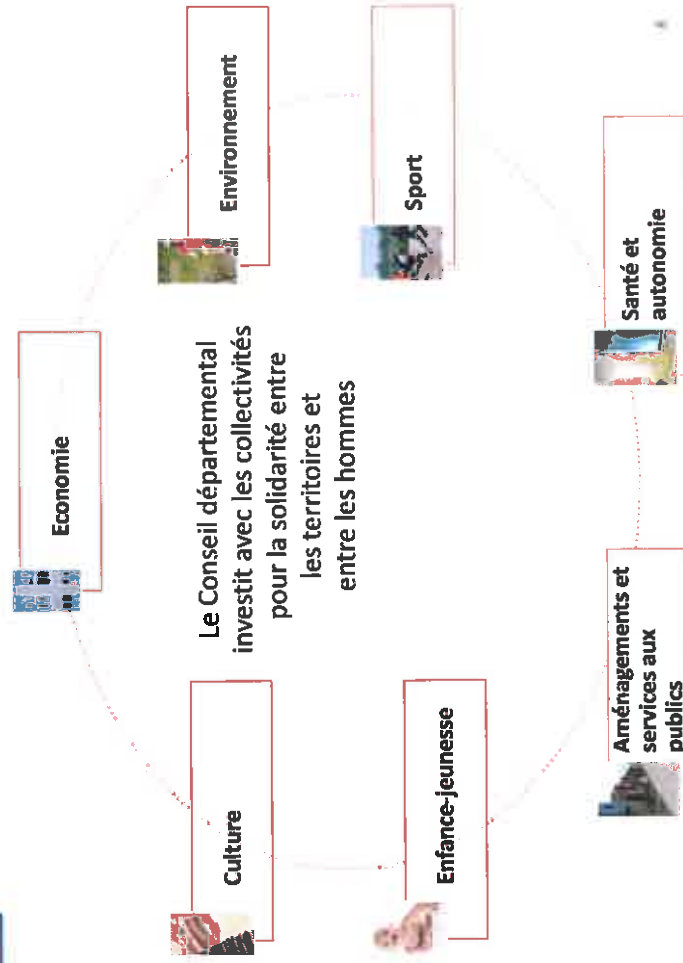 Economie
Environnement
Sport
Santé et
autonomie
Aménagements et
services aux
publics
Enfance-jeunesse
Culture
Le Conseil départemental
investit avec les collectivités
pour la solidarité entre
les territoires et
entre les hommes